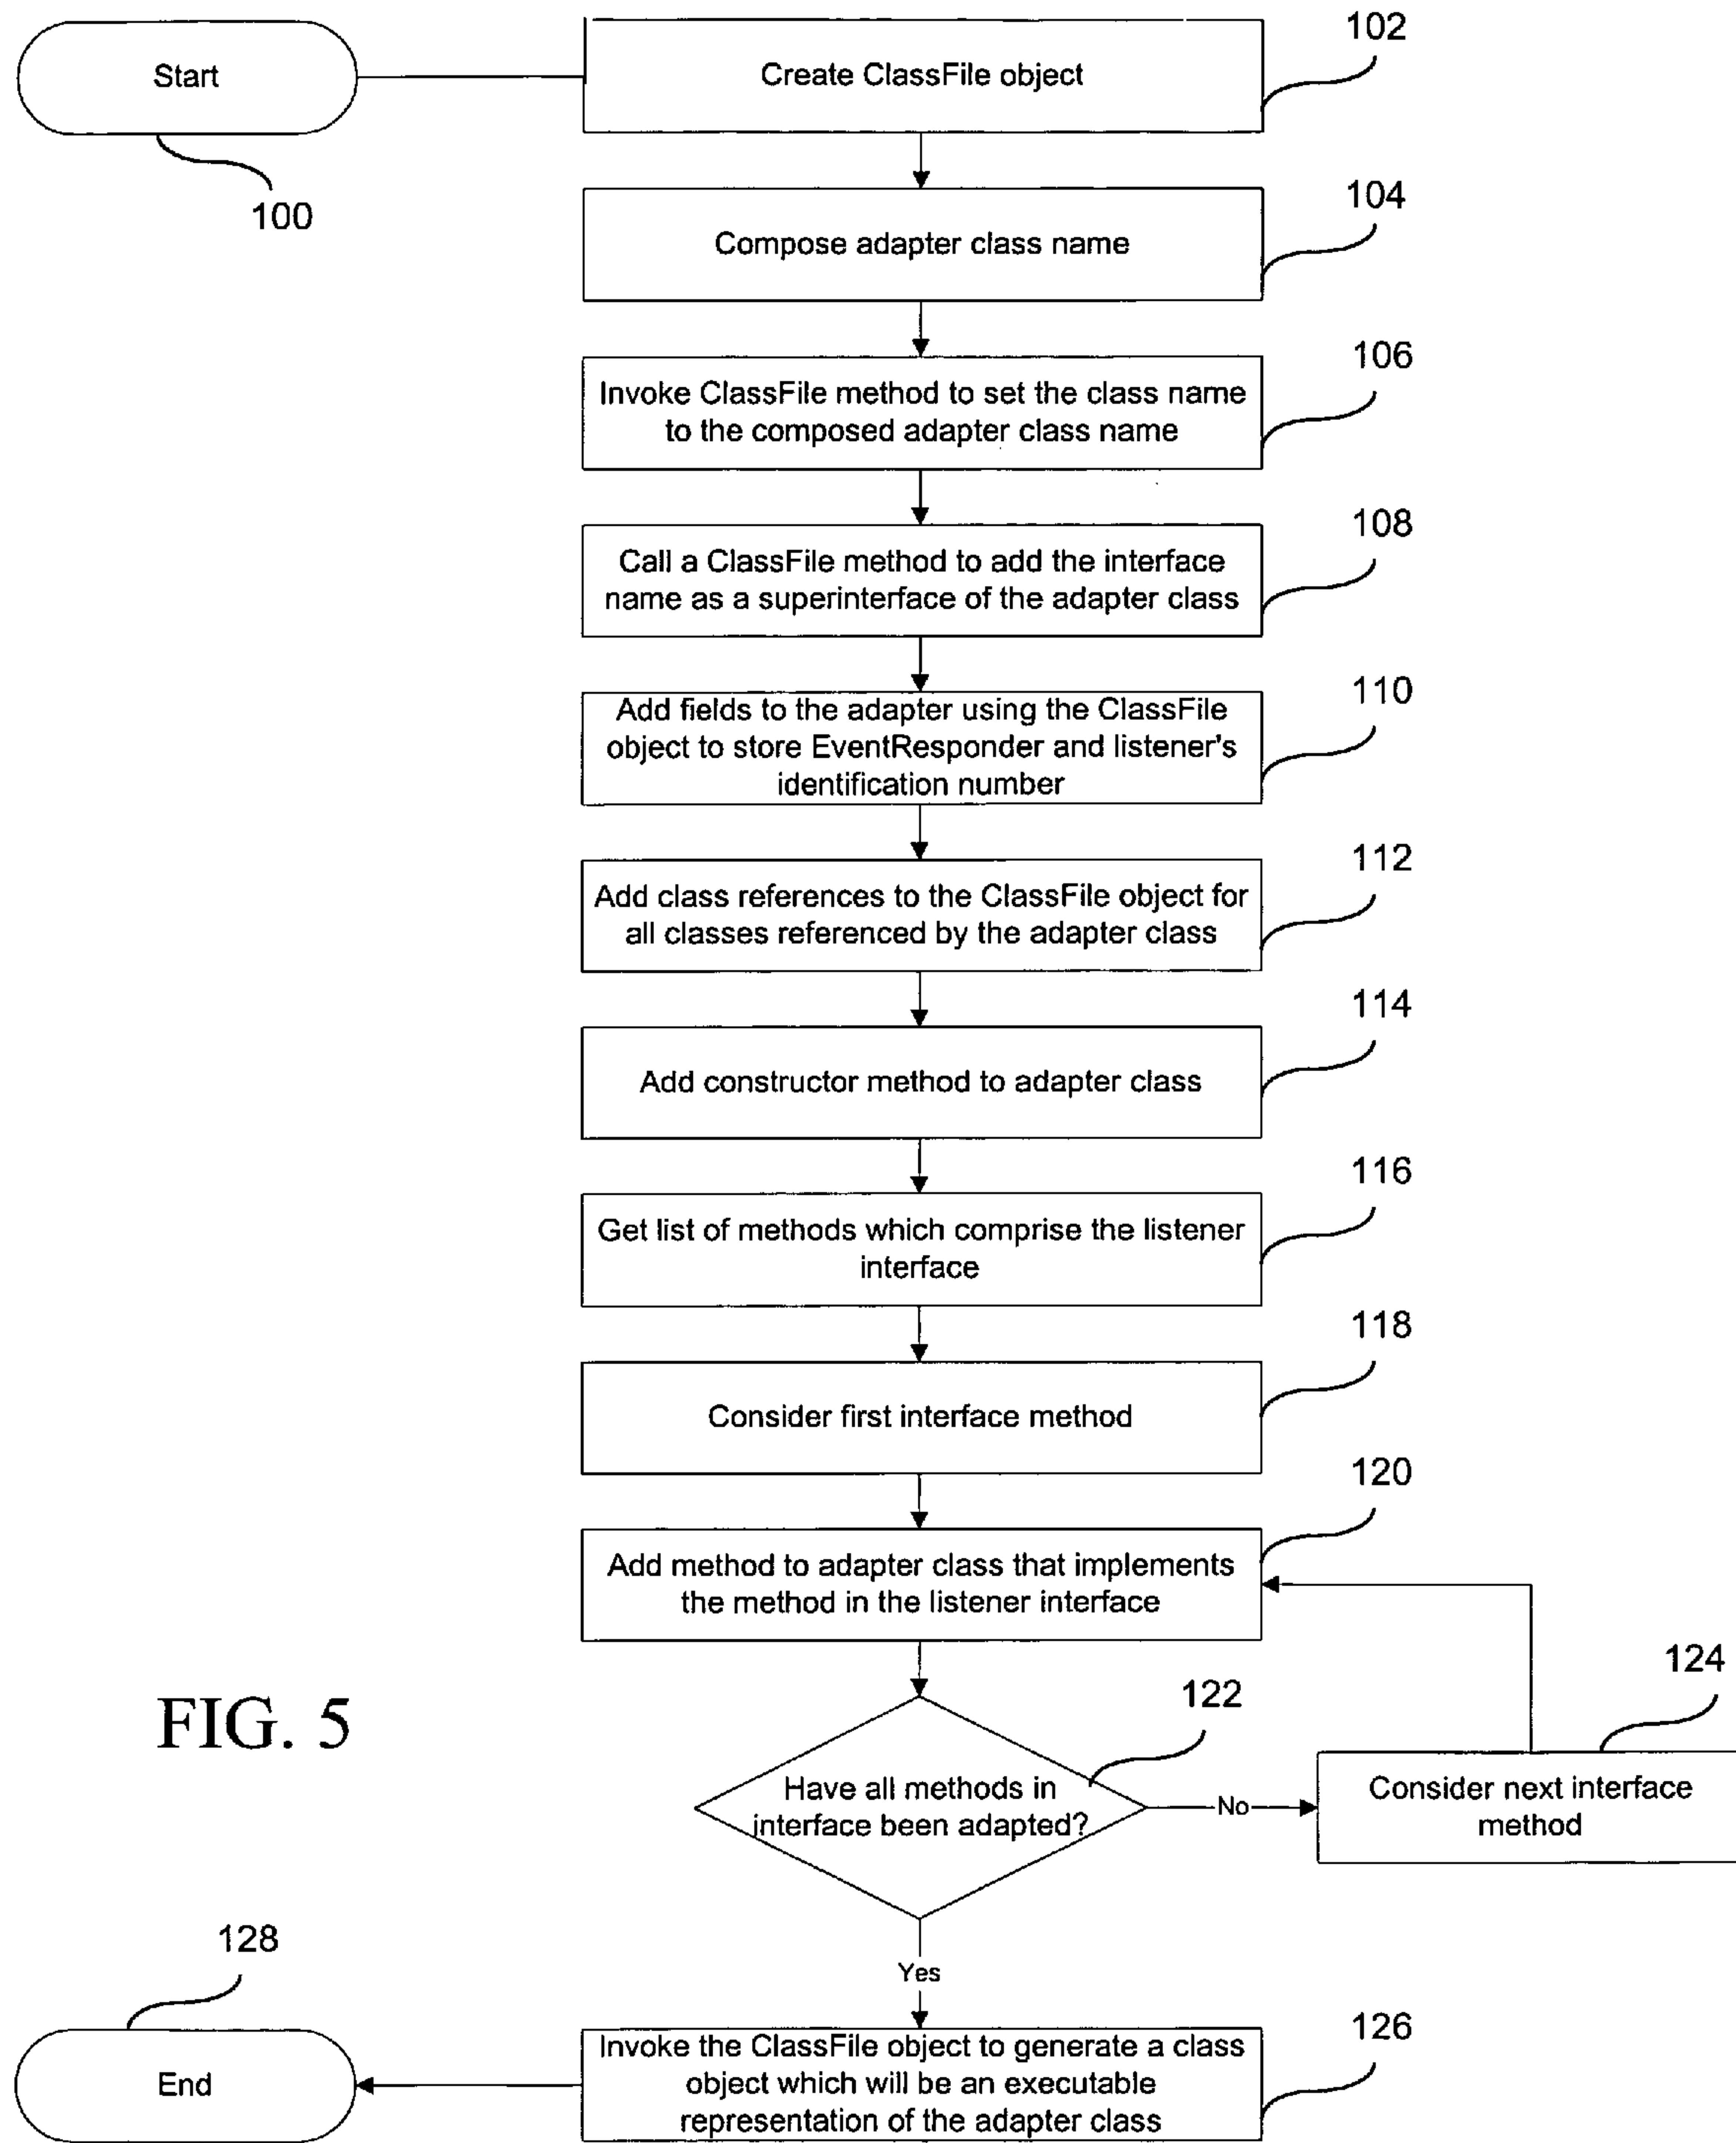 Start
100
Create ClassFile object
102
Compose adapter class name
104
Invoke ClassFile method to set the class name
to the composed adapter class name
106
Call a ClassFile method to add the interface
name as a superinterface of the adapter class
108
Add fields to the adapter using the ClassFile
object to store EventResponder and listener's
identification number
110
Add class references to the ClassFile object for
all classes referenced by the adapter class
112
Add constructor method to adapter class
114
Get list of methods which comprise the listener
interface
116
Consider first interface method
118
Add method to adapter class that implements
the method in the listener interface
120
Have all methods in
interface been adapted?
122
No
Consider next interface
method
124
Yes
Invoke the ClassFile object to generate a class
object which will be an executable
representation of the adapter class
126
End
128
FIG. 5